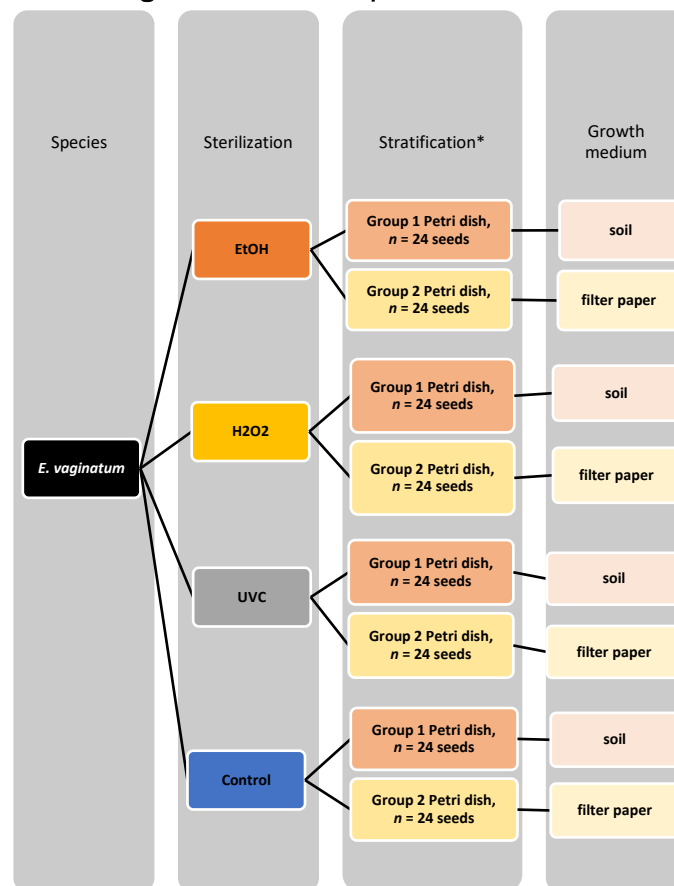 Species
Sterilization
Stratification*
Growth
medium
EtOH
Group 1 Petri dish,
n = 24 seeds
soil
Group 2 Petri dish,
n = 24 seeds
filter paper
H2O2
Group 1 Petri dish,
n = 24 seeds
soil
Group 2 Petri dish,
n = 24 seeds
filter paper
E. vaginatum
UVC
Group 1 Petri dish,
n = 24 seeds
soil
Group 2 Petri dish,
n = 24 seeds
filter paper
Control
Group 1 Petri dish,
n = 24 seeds
soil
Group 2 Petri dish,
n = 24 seeds
filter paper